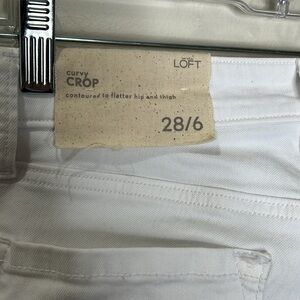 LOFT
curvy
CROP
contoured to flatter hip and thigh
28/6